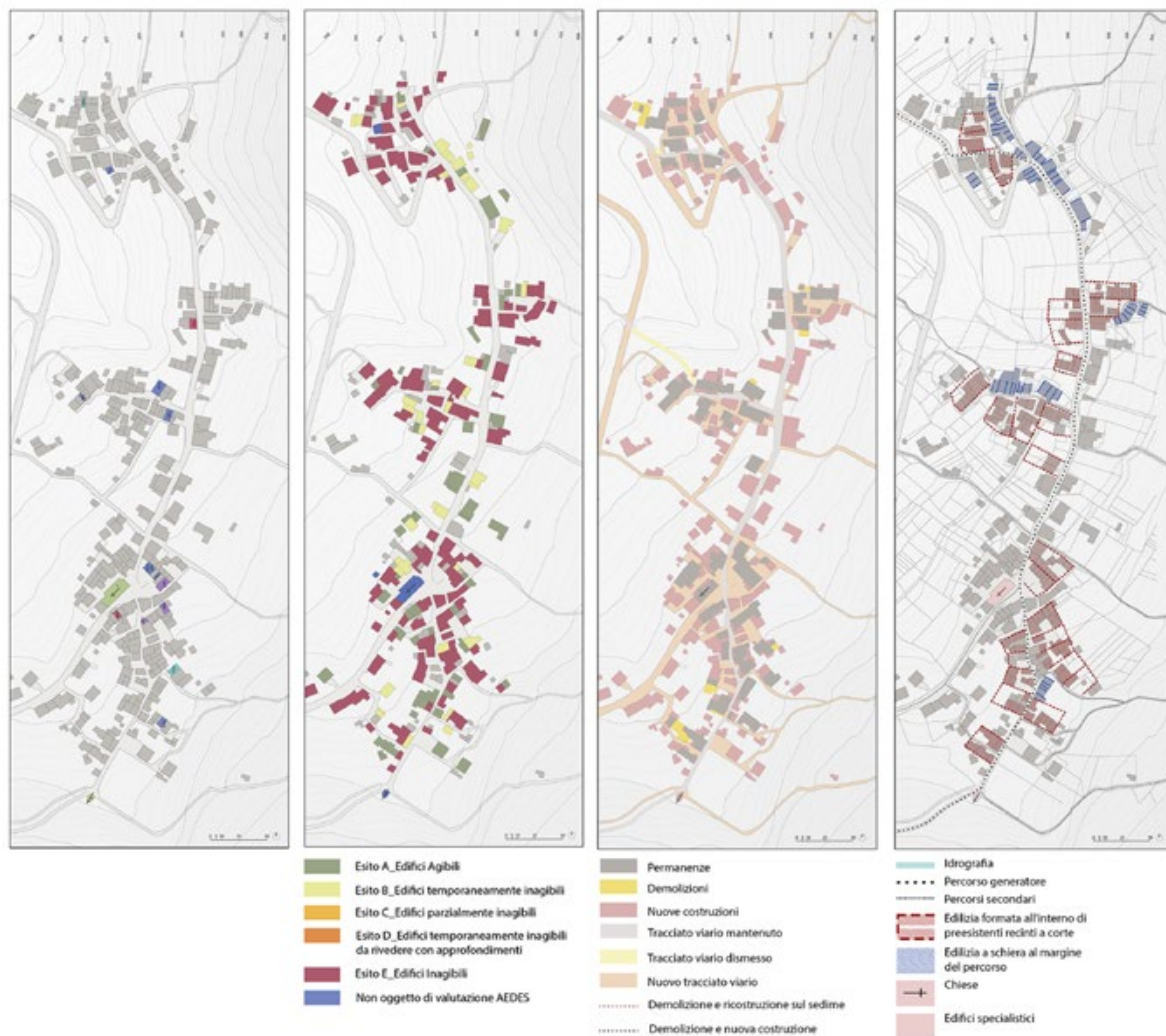 Esito A_Edifici Agibili
Esito B_Edifici temporaneamente inagibili
Esito C_Edifici parzialmente inagibili
Esito D_Edifici temporaneamente inagibili
da rivedere con approfondimenti
Esito E_Edifici Inagibili
Non oggetto di valutazione AEDES
Permanenze
Demolizioni
Nuove costruzioni
Tracciato viario mantenuto
Tracciato viario dismesso
Nuovo tracciato viario
Demolizione e ricostruzione sul sedime
Demolizione e nuova costruzione
Idrografia
Percorso generatore
Percorsi secondari
Edilizia formata all'interno di
preesistenti recinti a corte
Edilizia a schiera al margine
del percorso
Chiese
Edifici specialistici